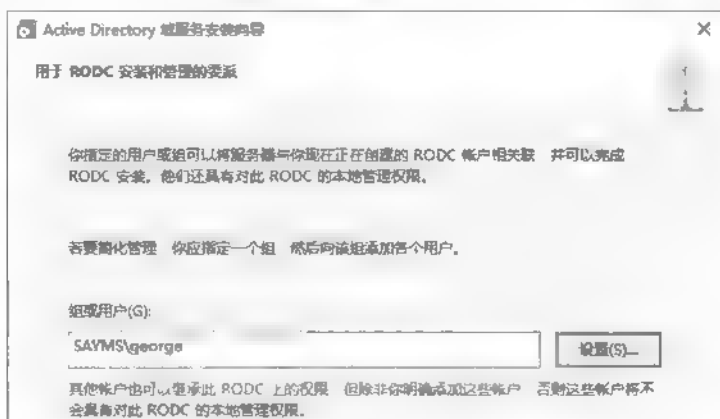 Active Directory 域服务安装向导
用于 RODC 安装和管理的委派
你指定的用户或组可以将服务器与你现在正在创建的 RODC 帐户相关联 并可以完成
RODC 安装。他们还具有对此 RODC 的本地管理权限。
若要简化管理 你应指定一个组 然后向该组添加各个用户。
组或用户(G):
SAYMS\george
设置(S)...
其他帐户也可以继承此 RODC 上的权限 但除非你明确添加这些帐户 否则这些帐户将不
会具有对此 RODC 的本地管理权限。